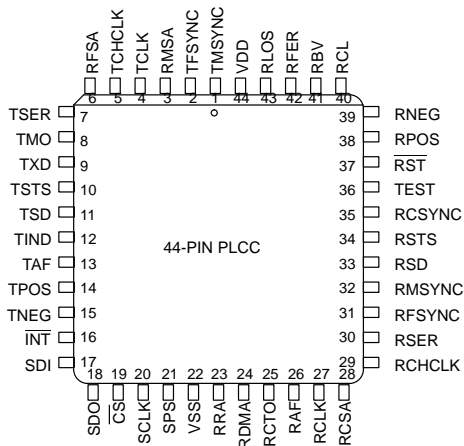 RFSA TCHCLK TCLK RMSA TFSYNC TMSYNC VDD RLOS RFER RBV RCL
6 5 4 3 2 1 44 43 42 41 40
TSER 7 39 RNEG
TMO 8 38 RPOS
TXD 9 37 RST
TSTS 10 36 TEST
TSD 11 35 RCSYNC
TIND 12 44-PIN PLCC 34 RSTS
TAF 13 33 RSD
TPOS 14 32 RMSYNC
TNEG 15 31 RFSYNC
INT 16 30 RSER
SDI 17 29 RCHCLK
18 19 20 21 22 23 24 25 26 27 28
SDO CS SCLK SPS VSS RRA RDMA RCTO RAF RCLK RCSA